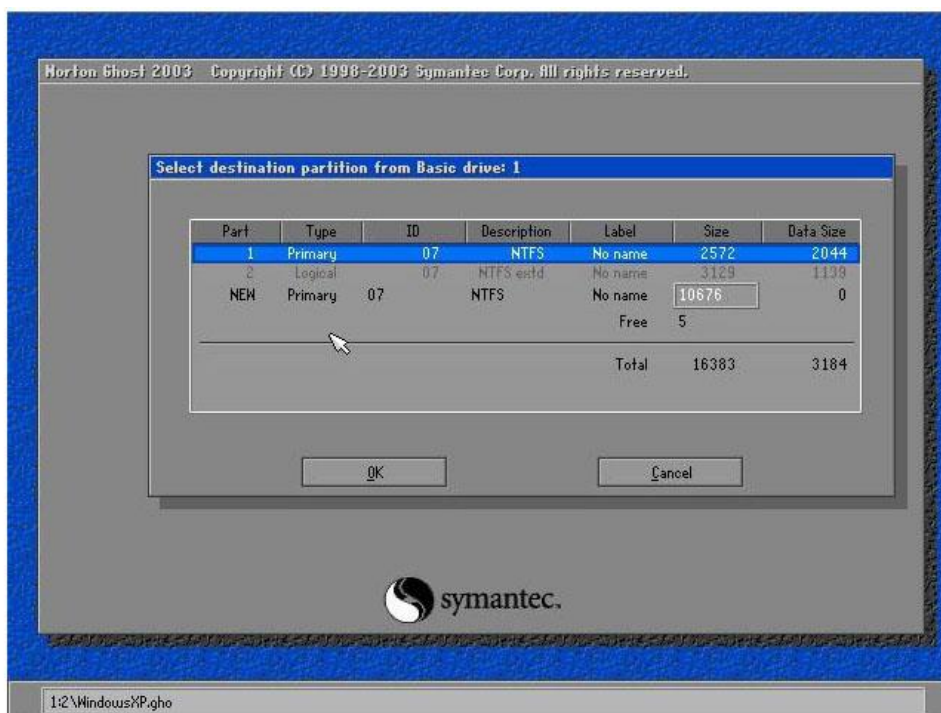 Norton Ghost 2003 Copyright (C) 1998-2003 Symantec Corp. All rights reserved.
Select destination partition from Basic drive: 1
Part Type ID Description Label Size Data Size
1 Primary 07 NTFS No name 2572 2044
2 Logical 07 NTFS extd No name 3129 1139
NEW Primary 07 NTFS No name 10676 0
Free 5
Total 16383 3184
OK Cancel
symantec.
1:2\WindowsXP.gho